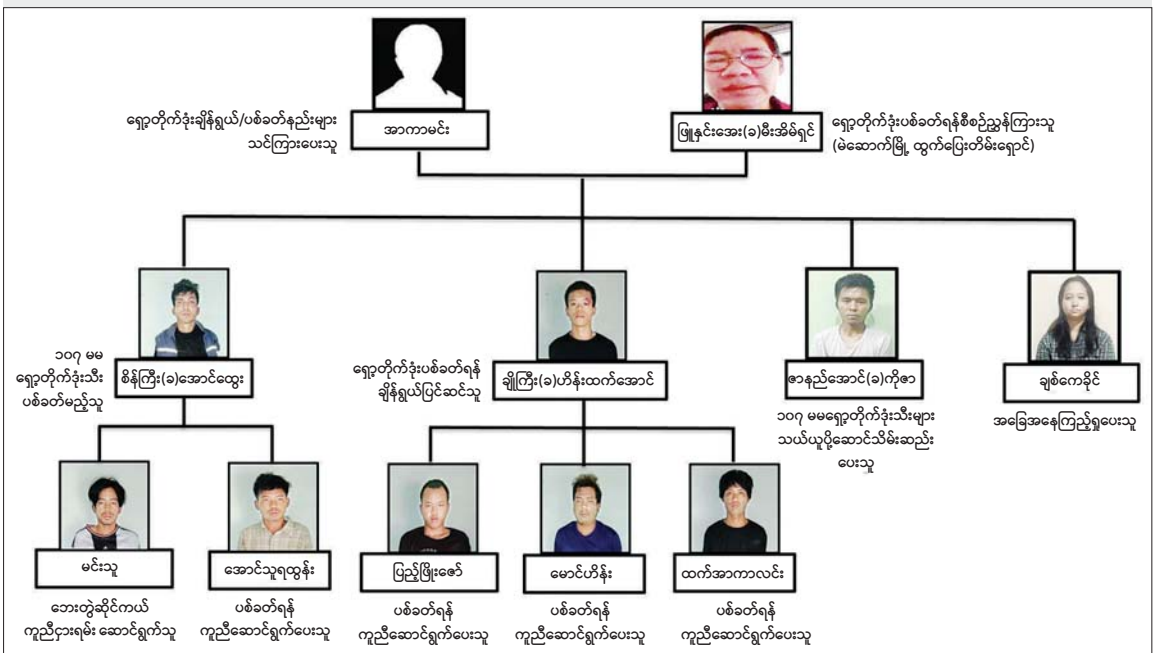 အာကာမင်း
ရှော့တိုက်ဒုံးချိန်ရွယ်/ပစ်ခတ်နည်းများ
သင်ကြားပေးသူ
ဖြူနှင်းအေး(ခ)မီးအိမ်ရှင်
ရှော့တိုက်ဒုံးပစ်ခတ်ရန်စီစဉ်ညွှန်ကြားသူ
(မဲဆောက်မြို့ ထွက်ပြေးတိမ်းရှောင်)
၁၀၇ မမ
ရှော့တိုက်ဒုံးသီး
ပစ်ခတ်မည့်သူ
စိန်ကြီး(ခ)အောင်ထွေး
ရှော့တိုက်ဒုံးပစ်ခတ်ရန်
ချိန်ရွယ်ပြင်ဆင်သူ
ချိုကြီး(ခ)ဟိန်းထက်အောင်
ဇာနည်အောင်(ခ)ကိုဇာ
၁၀၇ မမရှော့တိုက်ဒုံးသီးများ
သယ်ယူပို့ဆောင်သိမ်းဆည်း
ပေးသူ
ချစ်ကေခိုင်
အခြေအနေကြည့်ရှုပေးသူ
မင်းသူ
ဘေးတွဲဆိုင်ကယ်
ကူညီငှားရမ်း ဆောင်ရွက်သူ
အောင်သူရထွန်း
ပစ်ခတ်ရန်
ကူညီဆောင်ရွက်ပေးသူ
ပြည့်ဖြိုးဇော်
ပစ်ခတ်ရန်
ကူညီဆောင်ရွက်ပေးသူ
မောင်ဟိန်း
ပစ်ခတ်ရန်
ကူညီဆောင်ရွက်ပေးသူ
ထက်အာကာလင်း
ပစ်ခတ်ရန်
ကူညီဆောင်ရွက်ပေးသူ